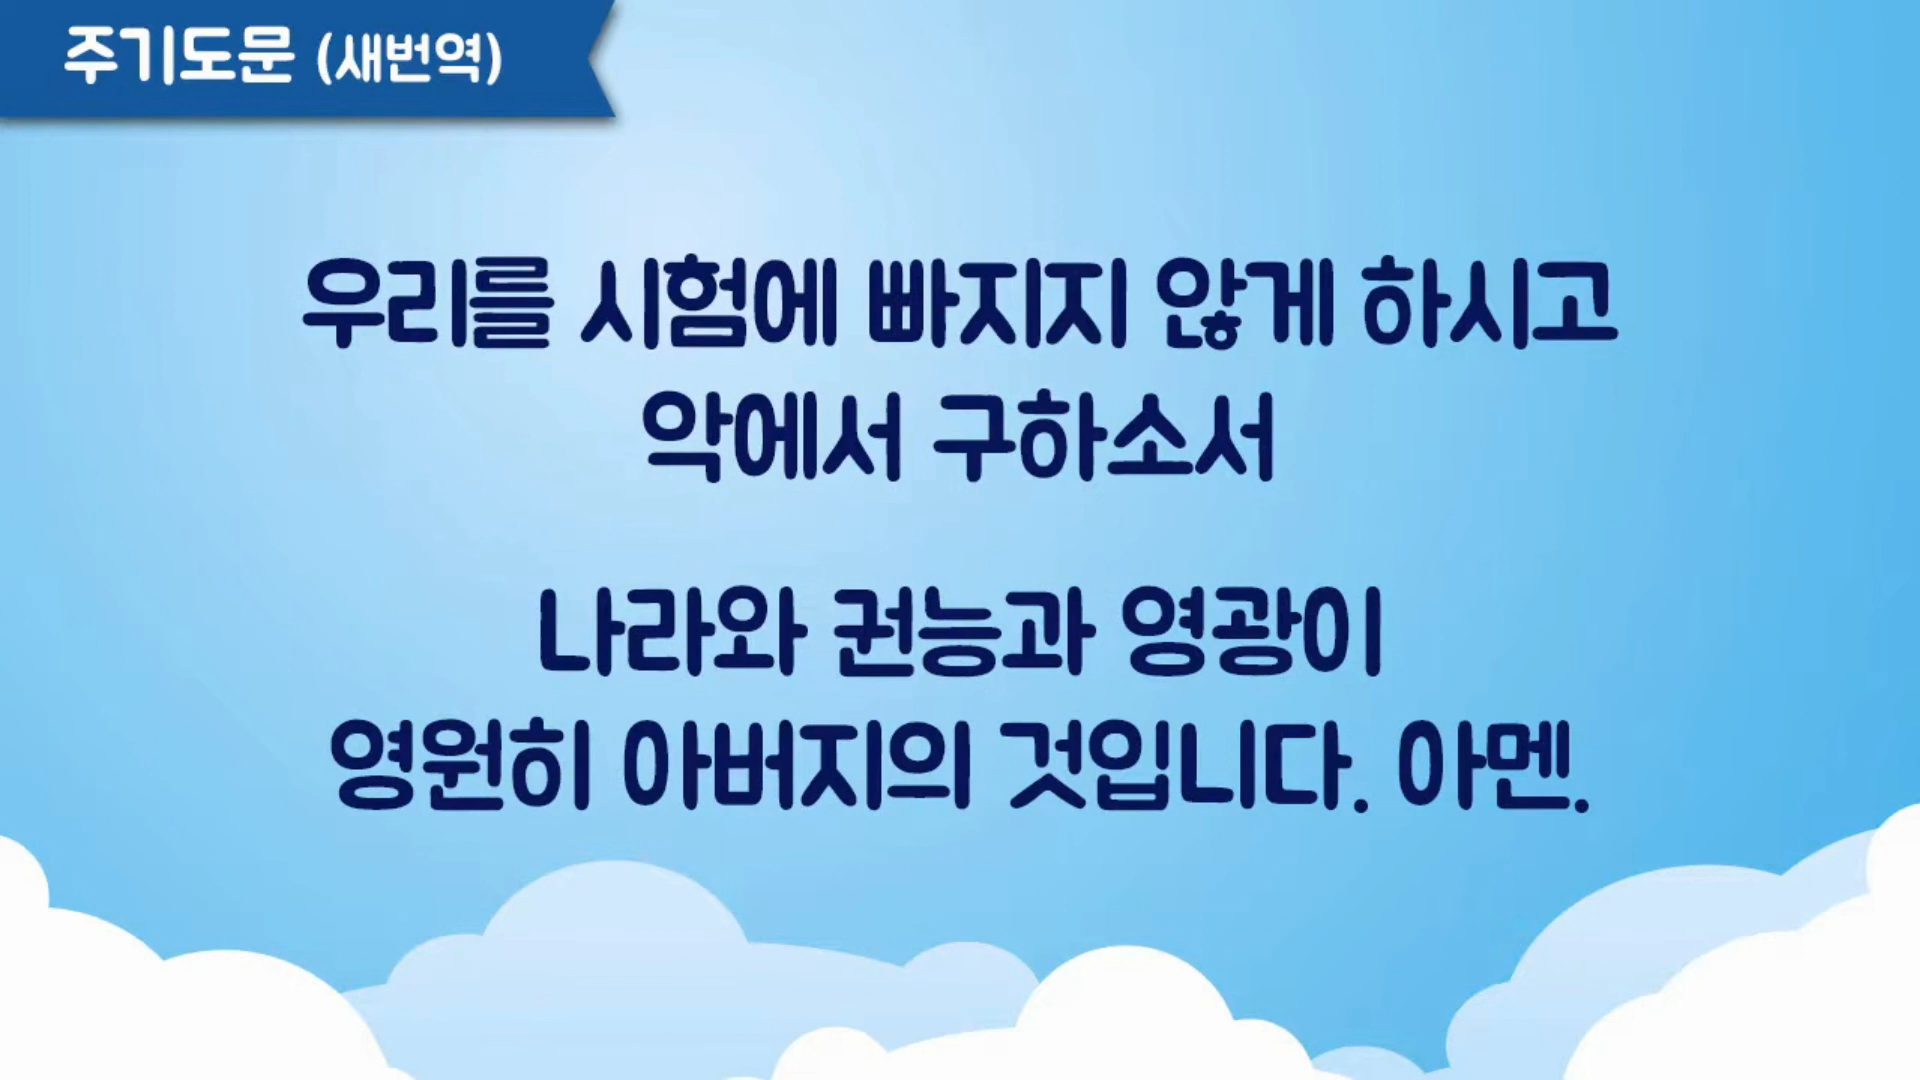 주기도문 (새번역)
우리를 시험에 빠지지 않게 하시고
악에서 구하소서
나라와 권능과 영광이
영원히 아버지의 것입니다. 아멘.